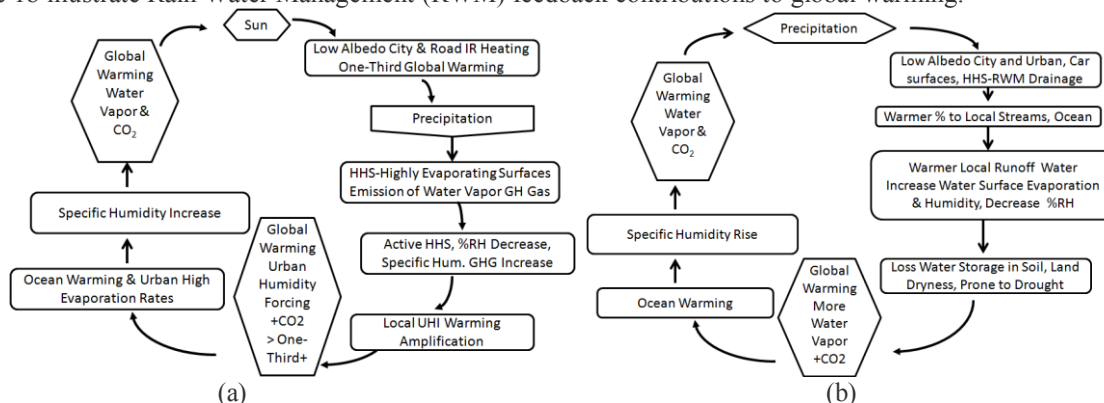 To illustrate Rain Water Management (RWM) feedback contributions to global warming.
Sun
Low Albedo City & Road IR Heating
One-Third Global Warming
Precipitation
HHS-Highly Evaporating Surfaces
Emission of Water Vapor GH Gas
Active HHS, %RH Decrease,
Specific Hum. GHG Increase
Local UHI Warming
Amplification
Global
Warming
Urban
Humidity
Forcing
+CO2
> One-
Third+
Ocean Warming & Urban High
Evaporation Rates
Specific Humidity Increase
Global
Warming
Water
Vapor &
CO2
(a)
Precipitation
Low Albedo City and Urban, Car
surfaces, HHS-RWM Drainage
Warmer % to Local Streams, Ocean
Warmer Local Runoff Water
Increase Water Surface Evaporation
& Humidity, Decrease %RH
Loss Water Storage in Soil, Land
Dryness, Prone to Drought
Global
Warming
More
Water
Vapor
+CO2
Ocean Warming
Specific Humidity Rise
Global
Warming
Water
Vapor &
CO2
(b)